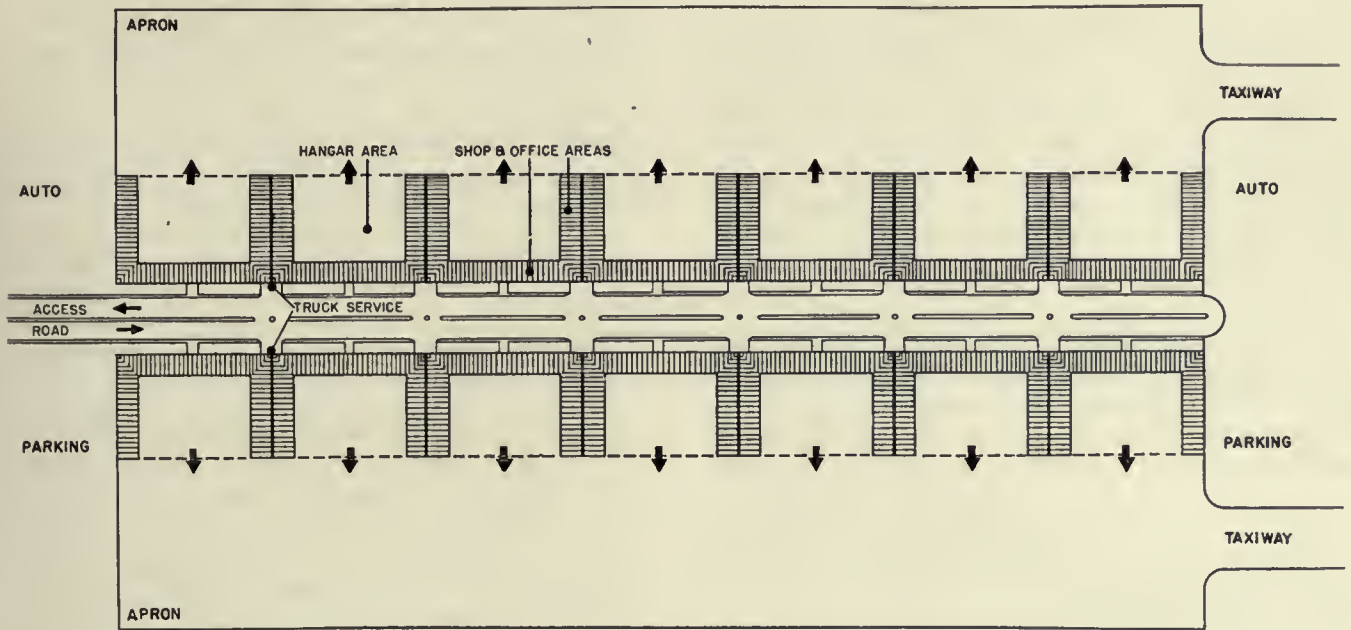 APRON
TAXIWAY
HANGAR AREA
SHOP & OFFICE AREAS
AUTO
AUTO
ACCESS
TRUCK SERVICE
ROAD
PARKING
PARKING
TAXIWAY
APRON